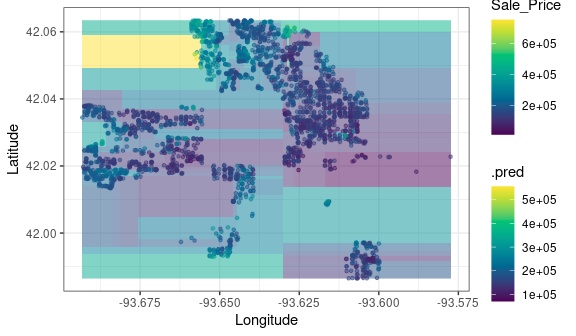 Sale_Price
6e+05
4e+05
2e+05
.pred
5e+05
4e+05
3e+05
2e+05
1e+05
42.06
42.04
42.02
42.00
Latitude
-93.675
-93.650
-93.625
-93.600
-93.575
Longitude